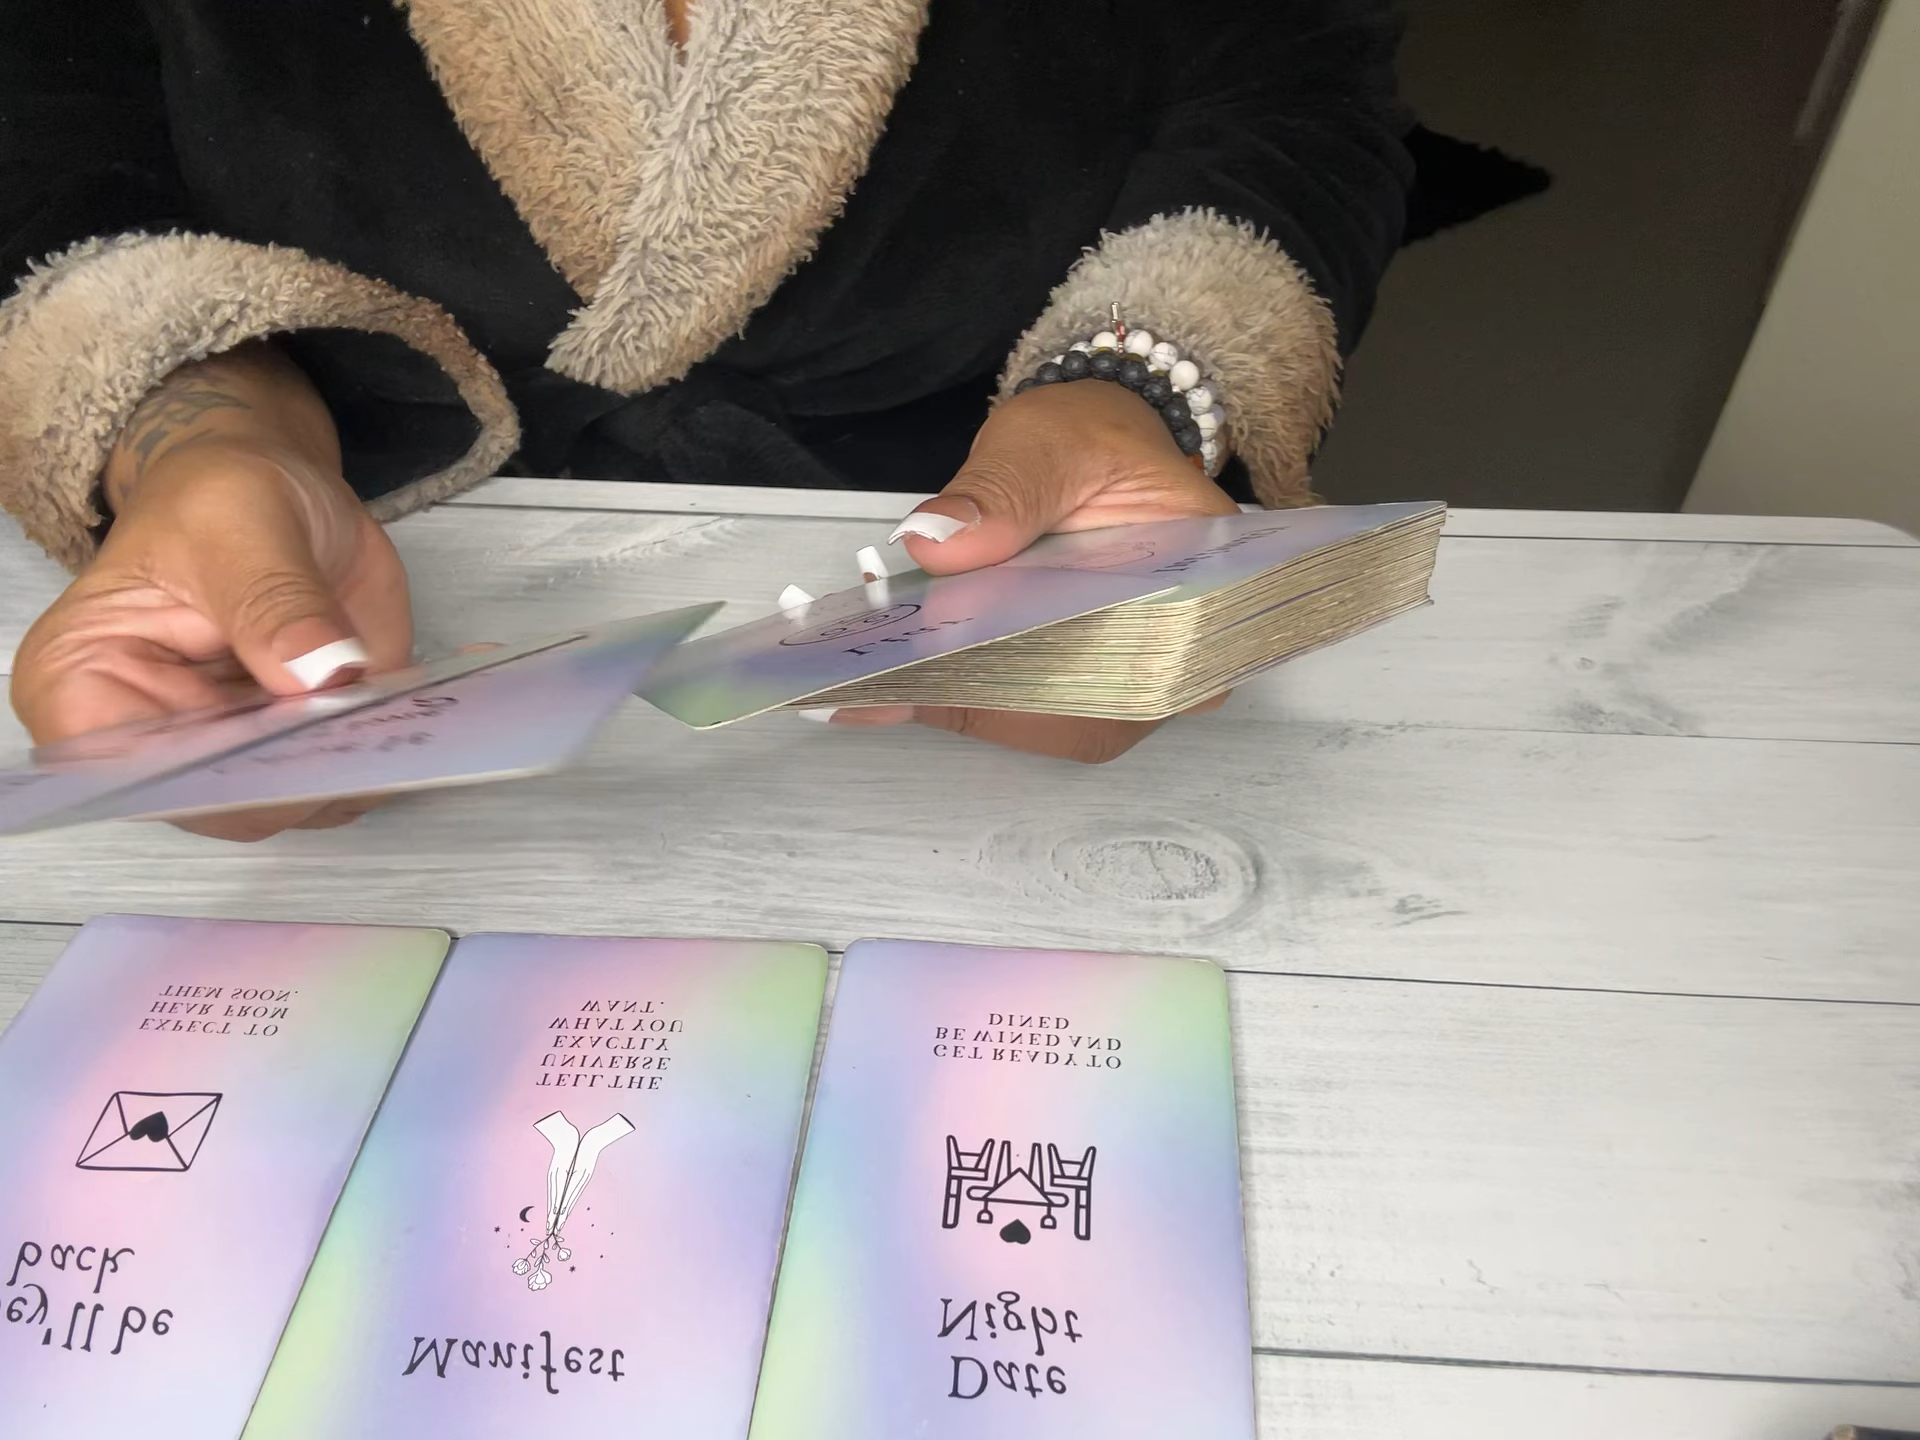 ey'll be
back
EXPECT TO
HEAR FROM
THEM SOON.
Manifest
TELL THE
UNIVERSE
EXACTLY
WHAT YOU
WANT.
Date
Night
GET READY TO
BE WINED AND
DINED